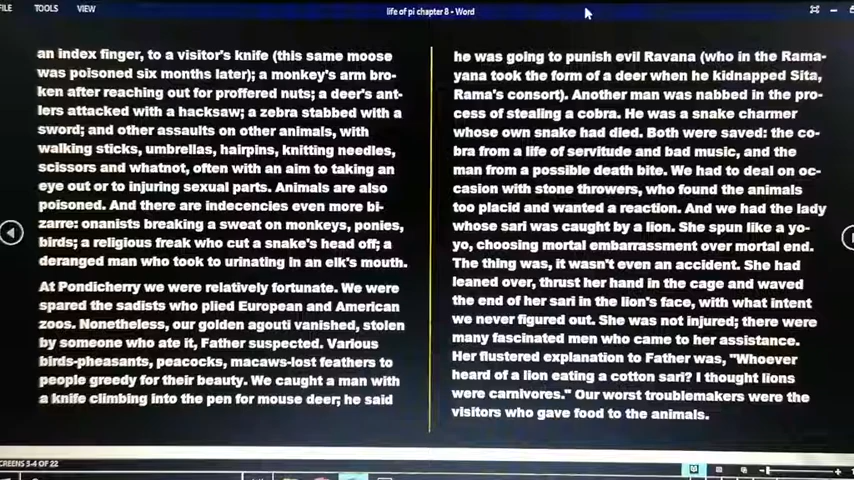 FILE TOOLS VIEW
life of pi chapter 8 - Word
an index finger, to a visitor's knife (this same moose
was poisoned six months later); a monkey's arm bro-
ken after reaching out for proffered nuts; a deer's ant-
lers attacked with a hacksaw; a zebra stabbed with a
sword; and other assaults on other animals, with
walking sticks, umbrellas, hairpins, knitting needles,
scissors and whatnot, often with an aim to taking an
eye out or to injuring sexual parts. Animals are also
poisoned. And there are indecencies even more bi-
zarre: onanists breaking a sweat on monkeys, ponies,
birds; a religious freak who cut a snake's head off; a
deranged man who took to urinating in an elk's mouth.
At Pondicherry we were relatively fortunate. We were
spared the sadists who plied European and American
zoos. Nonetheless, our golden agouti vanished, stolen
by someone who ate it, Father suspected. Various
birds-pheasants, peacocks, macaws-lost feathers to
people greedy for their beauty. We caught a man with
a knife climbing into the pen for mouse deer; he said
he was going to punish evil Ravana (who in the Rama-
yana took the form of a deer when he kidnapped Sita,
Rama's consort). Another man was nabbed in the pro-
cess of stealing a cobra. He was a snake charmer
whose own snake had died. Both were saved: the co-
bra from a life of servitude and bad music, and the
man from a possible death bite. We had to deal on oc-
casion with stone throwers, who found the animals
too placid and wanted a reaction. And we had the lady
whose sari was caught by a lion. She spun like a yo-
yo, choosing mortal embarrassment over mortal end.
The thing was, it wasn't even an accident. She had
leaned over, thrust her hand in the cage and waved
the end of her sari in the lion's face, with what intent
we never figured out. She was not injured; there were
many fascinated men who came to her assistance.
Her flustered explanation to Father was, "Whoever
heard of a lion eating a cotton sari? I thought lions
were carnivores." Our worst troublemakers were the
visitors who gave food to the animals.
SCREENS 3-4 OF 22